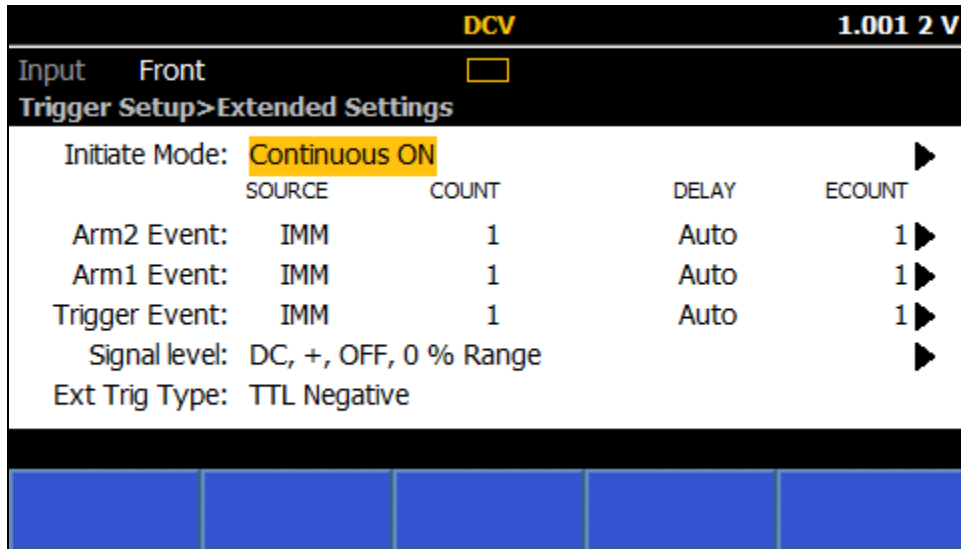 DCV 1.001 2 V
Input Front
Trigger Setup>Extended Settings
Initiate Mode: Continuous ON
SOURCE COUNT DELAY ECOUNT
Arm2 Event: IMM 1 Auto 1
Arm1 Event: IMM 1 Auto 1
Trigger Event: IMM 1 Auto 1
Signal level: DC, +, OFF, 0 % Range
Ext Trig Type: TTL Negative